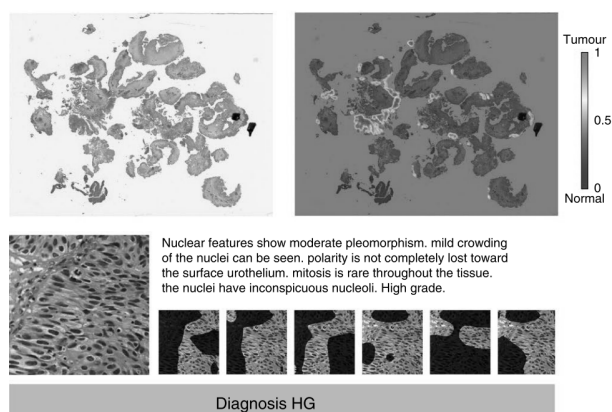 Tumour
1
0.5
0
Normal
Nuclear features show moderate pleomorphism. mild crowding
of the nuclei can be seen. polarity is not completely lost toward
the surface urothelium. mitosis is rare throughout the tissue.
the nuclei have inconspicuous nucleoli. High grade.
Diagnosis HG